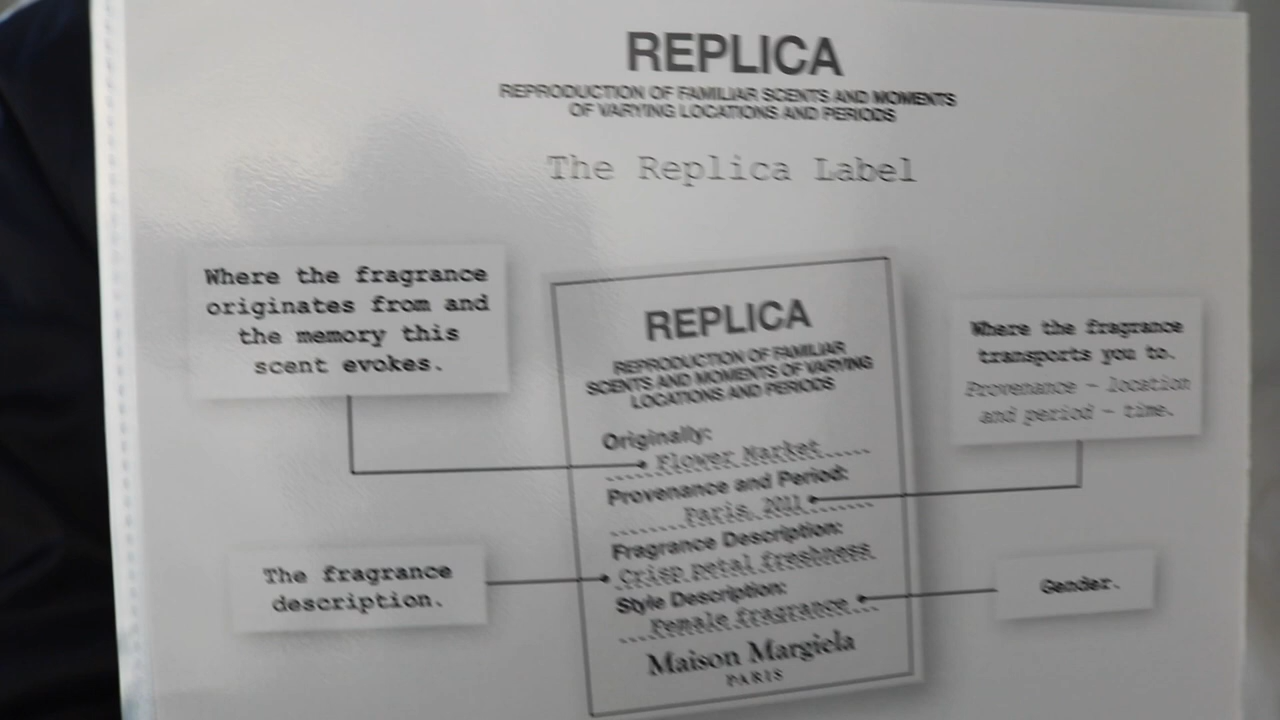 REPLICA
REPRODUCTION OF FAMILIAR SCENTS AND MOMENTS
OF VARYING LOCATIONS AND PERIODS
The Replica Label
Where the fragrance
originates from and
the memory this
scent evokes.
The fragrance
description.
REPLICA
REPRODUCTION OF FAMILIAR
SCENTS AND MOMENTS OF VARYING
LOCATIONS AND PERIODS
Originally:
Flower Market
Provenance and Period:
Paris, 2011
Fragrance Description:
Crisp petal freshness
Style Description:
Female fragrance
Maison Margiela
PARIS
Where the fragrance
transports you to.
Provenance - location
and period - time.
Gender.